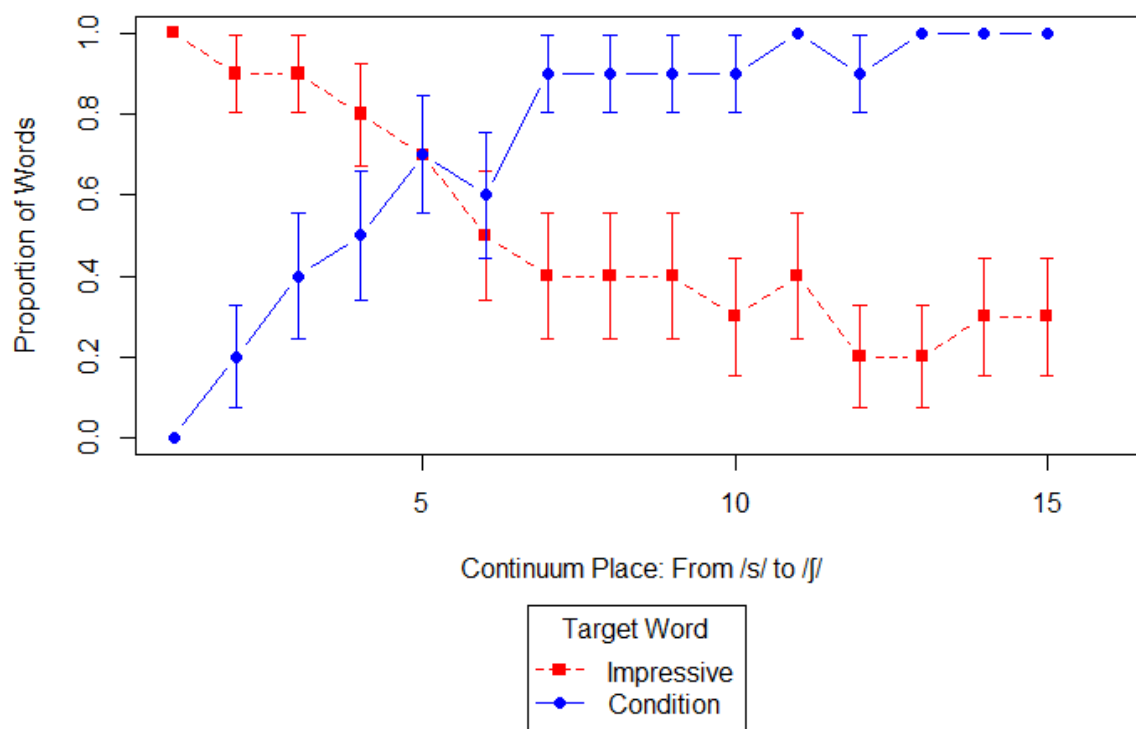 1.0
0.8
0.6
0.4
0.2
0.0
Proportion of Words
5 10 15
Continuum Place: From /s/ to /ʃ/
Target Word
Impressive
Condition